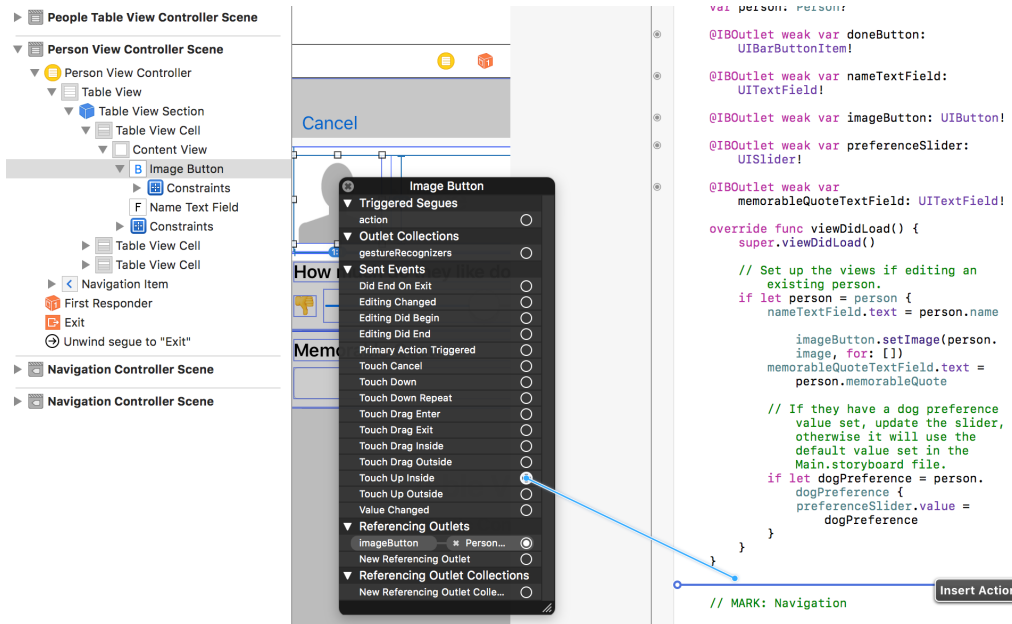 People Table View Controller Scene
Person View Controller Scene
Person View Controller
Table View
Table View Section
Table View Cell
Content View
B Image Button
Constraints
F Name Text Field
Constraints
Table View Cell
Table View Cell
Navigation Item
First Responder
Exit
Unwind segue to "Exit"
Navigation Controller Scene
Navigation Controller Scene
Cancel
How
like do
Memo
Image Button
Triggered Segues
action
Outlet Collections
gestureRecognizers
Sent Events
Did End On Exit
Editing Changed
Editing Did Begin
Editing Did End
Primary Action Triggered
Touch Cancel
Touch Down
Touch Down Repeat
Touch Drag Enter
Touch Drag Exit
Touch Drag Inside
Touch Drag Outside
Touch Up Inside
Touch Up Outside
Value Changed
Referencing Outlets
imageButton Person...
New Referencing Outlet
Referencing Outlet Collections
New Referencing Outlet Colle...
var person: Person?
@IBOutlet weak var doneButton:
UIBarButtonItem!
@IBOutlet weak var nameTextField:
UITextField!
@IBOutlet weak var imageButton: UIButton!
@IBOutlet weak var preferenceSlider:
UISlider!
@IBOutlet weak var
memorableQuoteTextField: UITextField!
override func viewDidLoad() {
super.viewDidLoad()
// Set up the views if editing an
existing person.
if let person = person {
nameTextField.text = person.name
imageButton.setImage(person.
image, for: [])
memorableQuoteTextField.text =
person.memorableQuote
// If they have a dog preference
value set, update the slider,
otherwise it will use the
default value set in the
Main.storyboard file.
if let dogPreference = person.
dogPreference {
preferenceSlider.value =
dogPreference
}
}
}
Insert Action
// MARK: Navigation